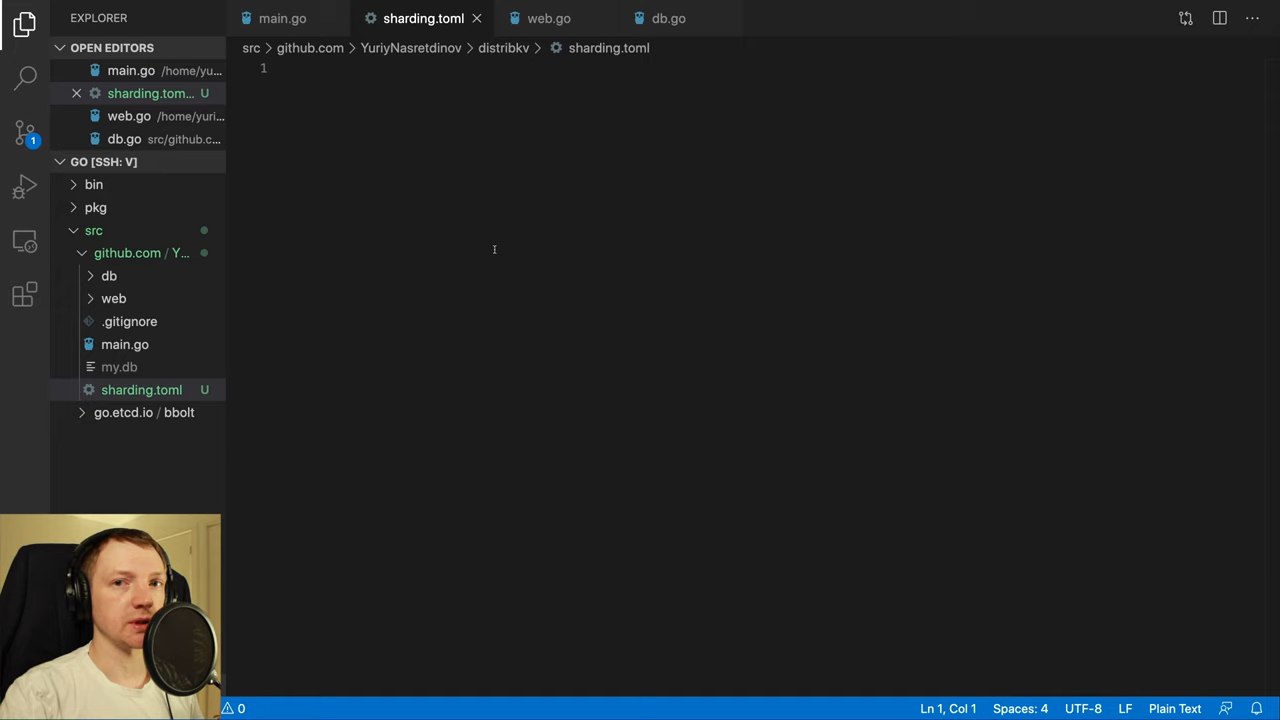 EXPLORER
OPEN EDITORS
main.go /home/yu...
sharding.tom... U
web.go /home/yuri...
db.go src/github.c...
GO [SSH: V]
bin
pkg
src
github.com / Y...
db
web
.gitignore
main.go
my.db
sharding.toml U
go.etcd.io / bbolt
1
main.go sharding.toml web.go db.go
src > github.com > YuriyNasretdinov > distribkv > sharding.toml
1
0 Ln 1, Col 1 Spaces: 4 UTF-8 LF Plain Text